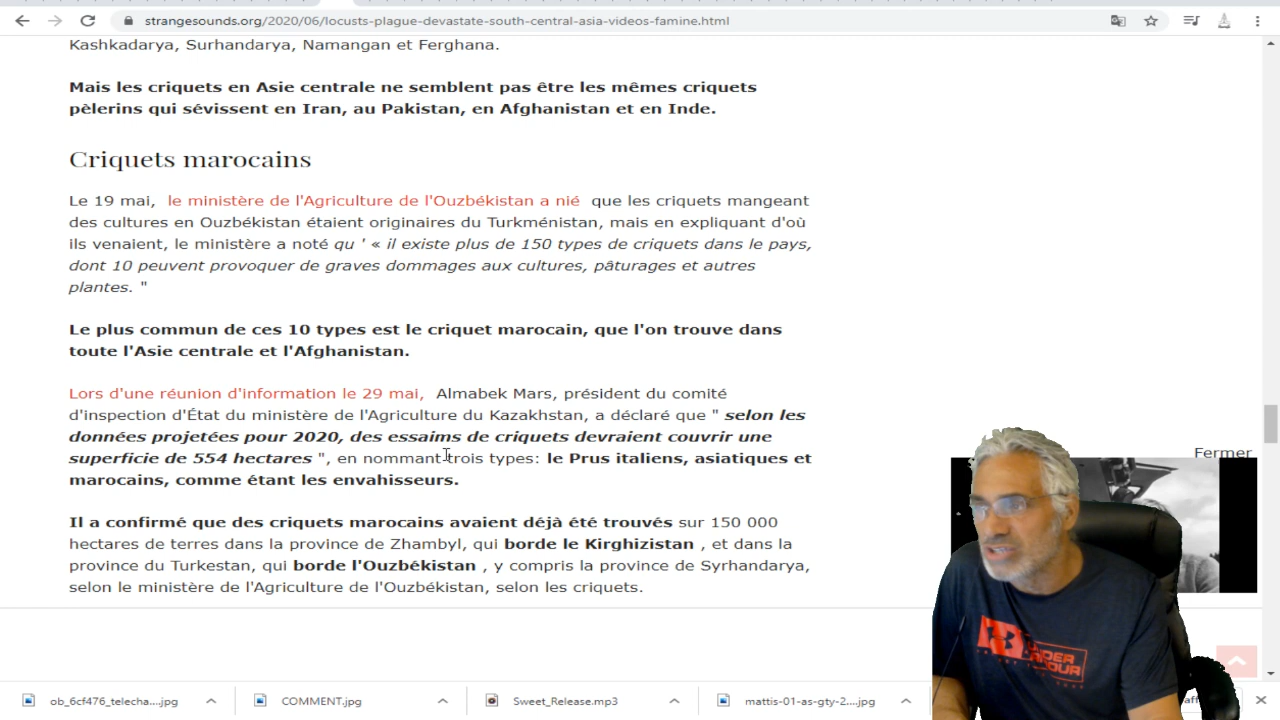 strangesounds.org/2020/06/locusts-plague-devastate-south-central-asia-videos-famine.html
Kashkadarya, Surhandarya, Namangan et Ferghana.
Mais les criquets en Asie centrale ne semblent pas être les mêmes criquets
pèlerins qui sévissent en Iran, au Pakistan, en Afghanistan et en Inde.
Criquets marocains
Le 19 mai, le ministère de l'Agriculture de l'Ouzbékistan a nié que les criquets mangeant
des cultures en Ouzbékistan étaient originaires du Turkménistan, mais en expliquant d'où
ils venaient, le ministère a noté qu ' « il existe plus de 150 types de criquets dans le pays,
dont 10 peuvent provoquer de graves dommages aux cultures, pâturages et autres
plantes. "
Le plus commun de ces 10 types est le criquet marocain, que l'on trouve dans
toute l'Asie centrale et l'Afghanistan.
Lors d'une réunion d'information le 29 mai, Almabek Mars, président du comité
d'inspection d'État du ministère de l'Agriculture du Kazakhstan, a déclaré que " selon les
données projetées pour 2020, des essaims de criquets devraient couvrir une
superficie de 554 hectares ", en nommant trois types: le Prus italiens, asiatiques et
marocains, comme étant les envahisseurs.
Il a confirmé que des criquets marocains avaient déjà été trouvés sur 150 000
hectares de terres dans la province de Zhambyl, qui borde le Kirghizistan , et dans la
province du Turkestan, qui borde l'Ouzbékistan , y compris la province de Syrhandarya,
selon le ministère de l'Agriculture de l'Ouzbékistan, selon les criquets.
Fermer
UNDER ARMOUR
ob_6cf476_telecha....jpg
COMMENT.jpg
Sweet_Release.mp3
mattis-01-as-gty-2....jpg